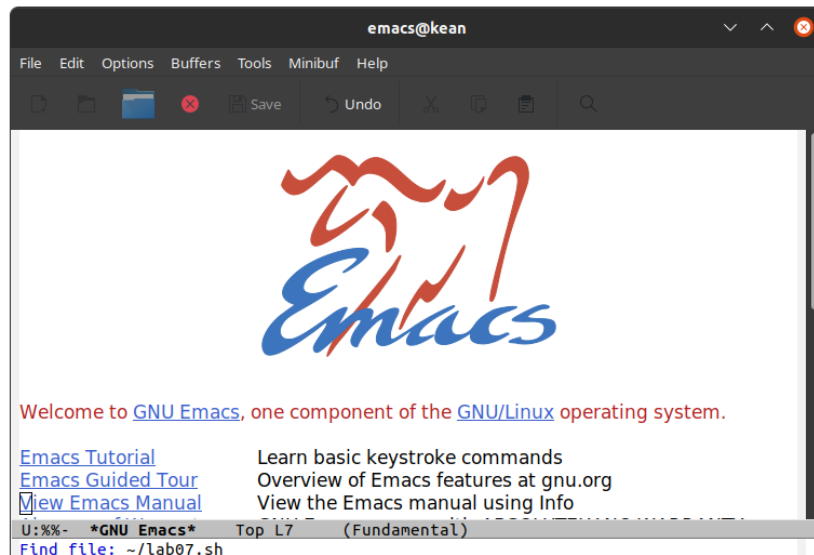 emacs@kean
File Edit Options Buffers Tools Minibuf Help
Save Undo
Emacs
Welcome to GNU Emacs, one component of the GNU/Linux operating system.
Emacs Tutorial Learn basic keystroke commands
Emacs Guided Tour Overview of Emacs features at gnu.org
View Emacs Manual View the Emacs manual using Info
U:%%- *GNU Emacs* Top L7 (Fundamental)
Find file: ~/lab07.sh